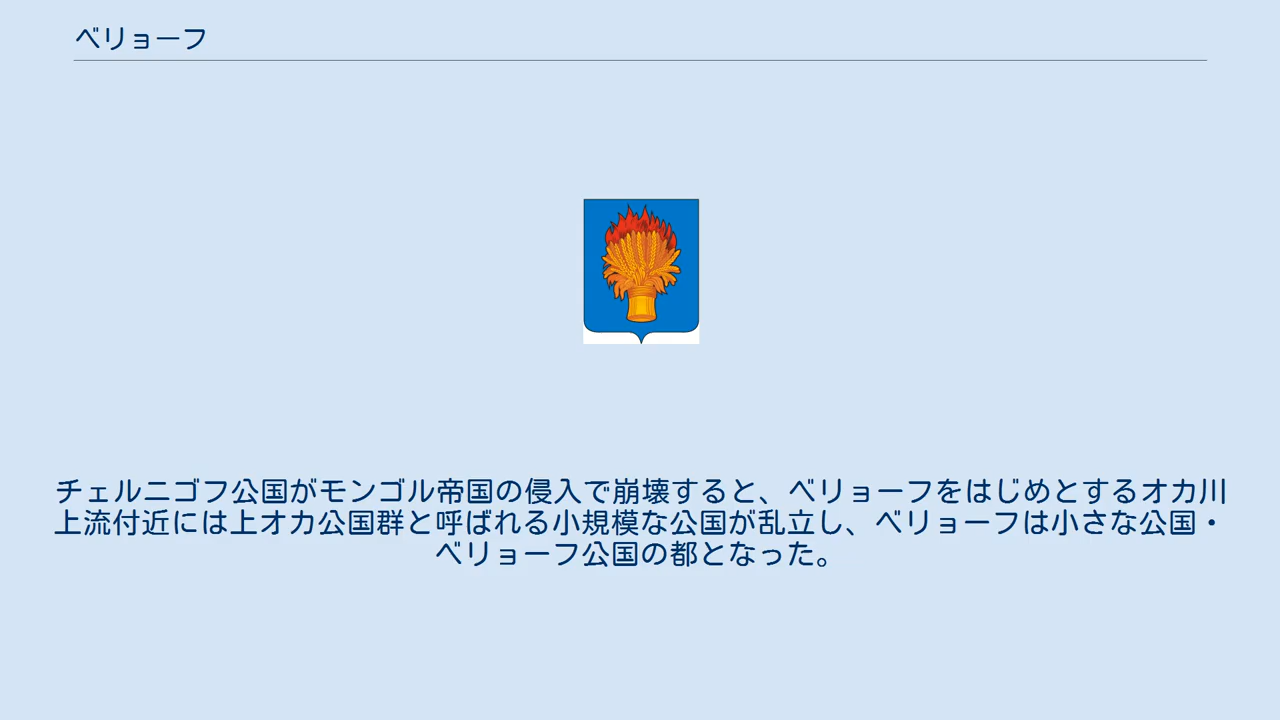 ベリョーフ
チェルニゴフ公国がモンゴル帝国の侵入で崩壊すると、ベリョーフをはじめとするオカ川
上流付近には上オカ公国群と呼ばれる小規模な公国が乱立し、ベリョーフは小さな公国・
ベリョーフ公国の都となった。